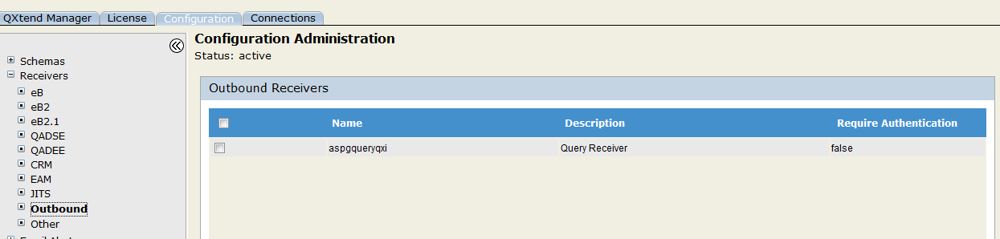 QXtend Manager License Configuration Connections
Configuration Administration
Status: active
Schemas
Receivers
eB
eB2
eB2.1
QADSE
QADEE
CRM
EAM
JITS
Outbound
Other
Outbound Receivers
Name Description Require Authentication
aspgqueryqxi Query Receiver false